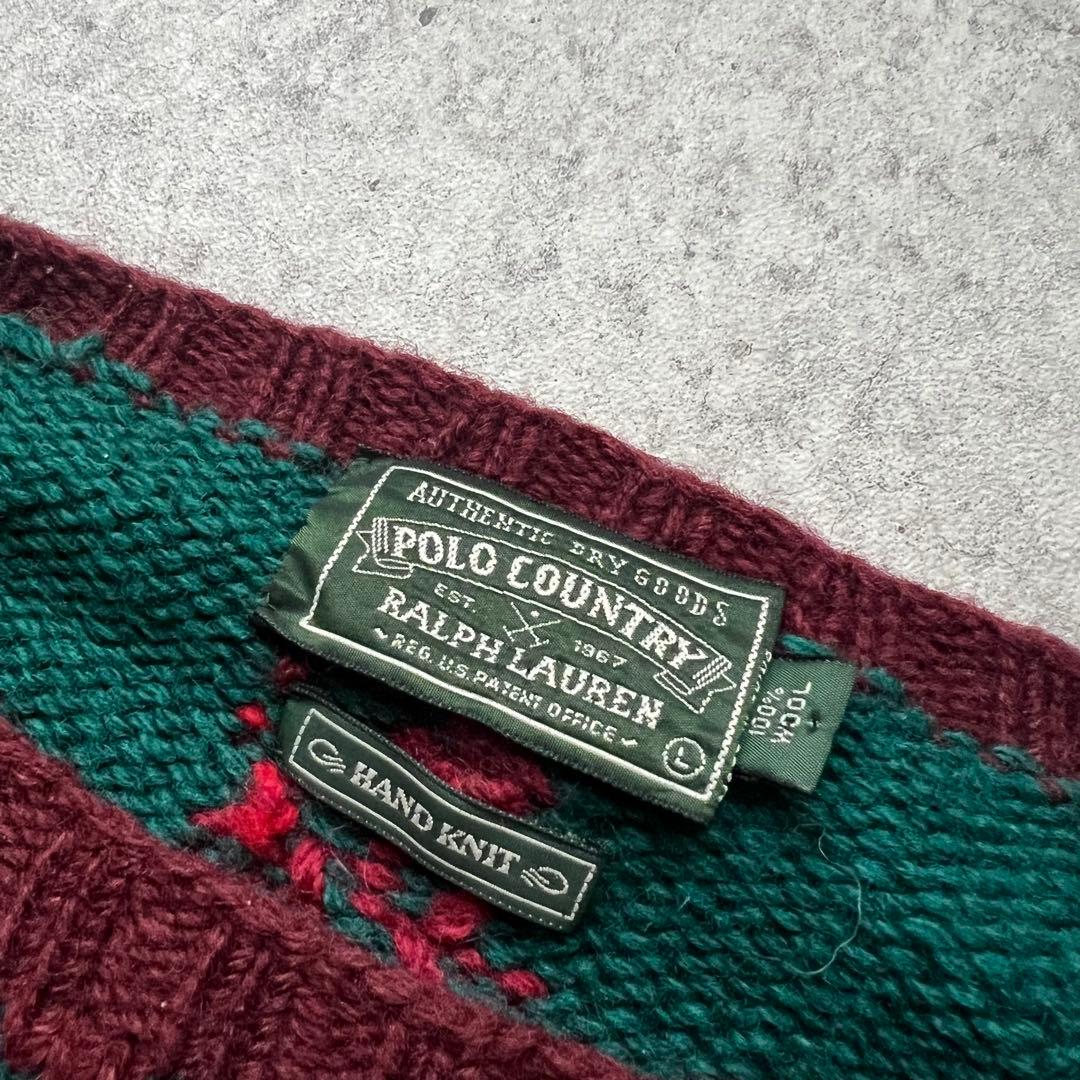 AUTHENTIC DRY GOODS
POLO COUNTRY
EST. 1967
RALPH LAUREN
REG. U.S. PATENT OFFICE
L
100%
WOOL
HAND KNIT